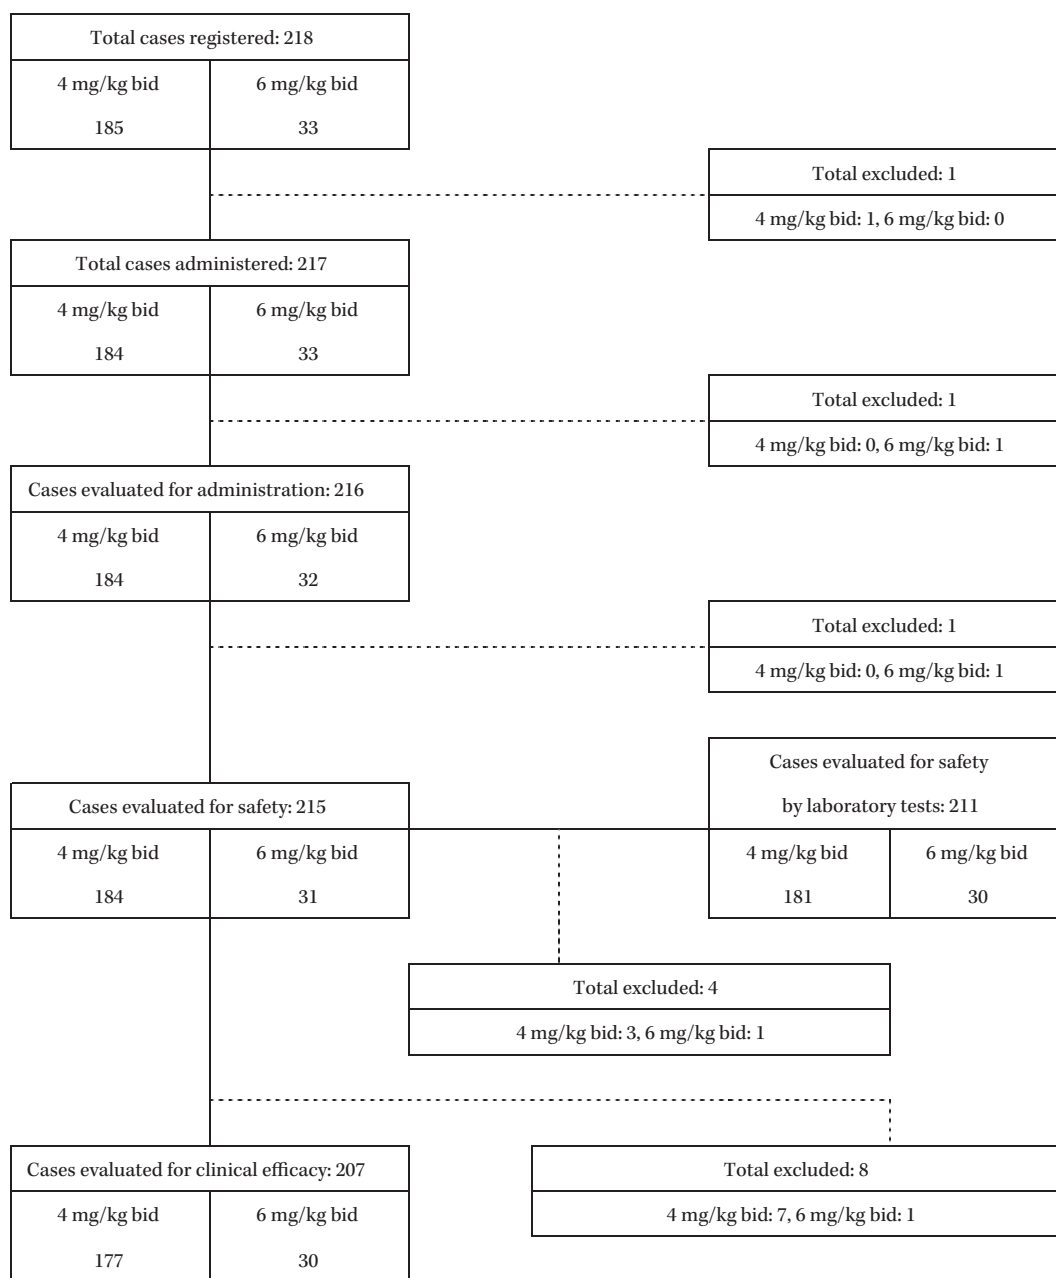 Total cases registered: 218
4 mg/kg bid 6 mg/kg bid
185 33
Total excluded: 1
4 mg/kg bid: 1, 6 mg/kg bid: 0
Total cases administered: 217
4 mg/kg bid 6 mg/kg bid
184 33
Total excluded: 1
4 mg/kg bid: 0, 6 mg/kg bid: 1
Cases evaluated for administration: 216
4 mg/kg bid 6 mg/kg bid
184 32
Total excluded: 1
4 mg/kg bid: 0, 6 mg/kg bid: 1
Cases evaluated for safety: 215
4 mg/kg bid 6 mg/kg bid
184 31
Cases evaluated for safety
by laboratory tests: 211
4 mg/kg bid 6 mg/kg bid
181 30
Total excluded: 4
4 mg/kg bid: 3, 6 mg/kg bid: 1
Cases evaluated for clinical efficacy: 207
4 mg/kg bid 6 mg/kg bid
177 30
Total excluded: 8
4 mg/kg bid: 7, 6 mg/kg bid: 1